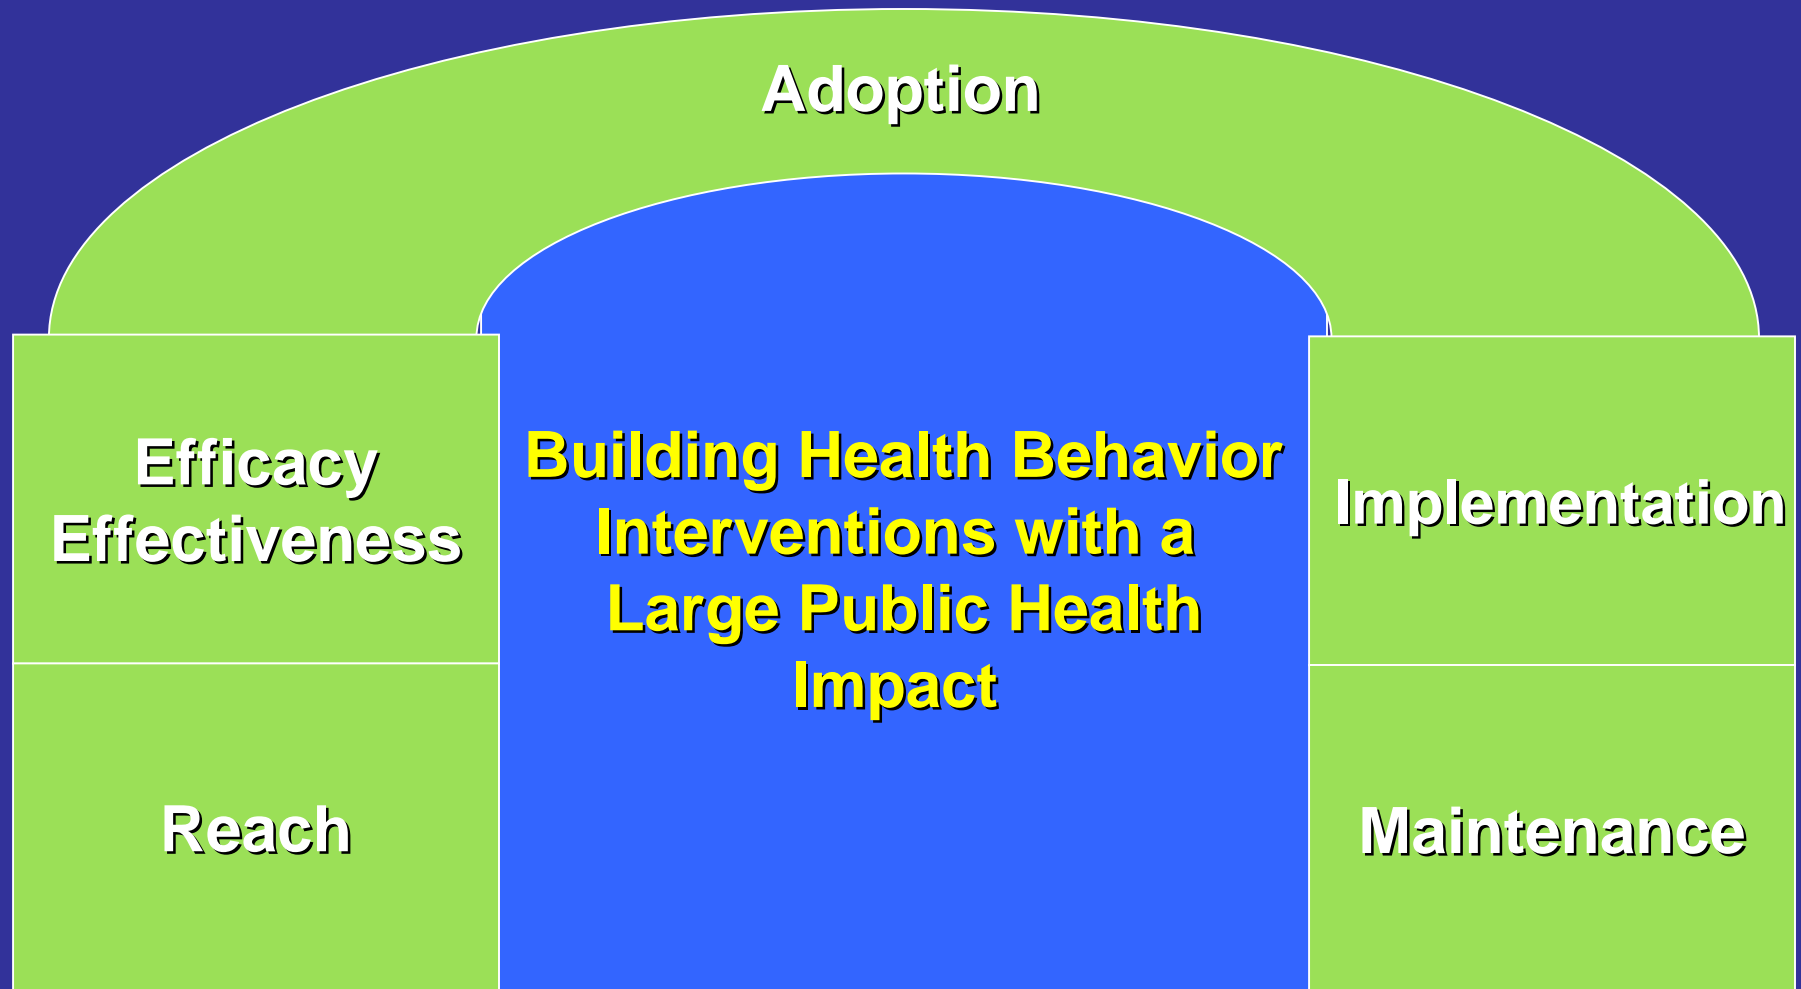 Adoption
Efficacy
Effectiveness
Building Health Behavior
Interventions with a
Large Public Health
Impact
Implementation
Reach
Maintenance